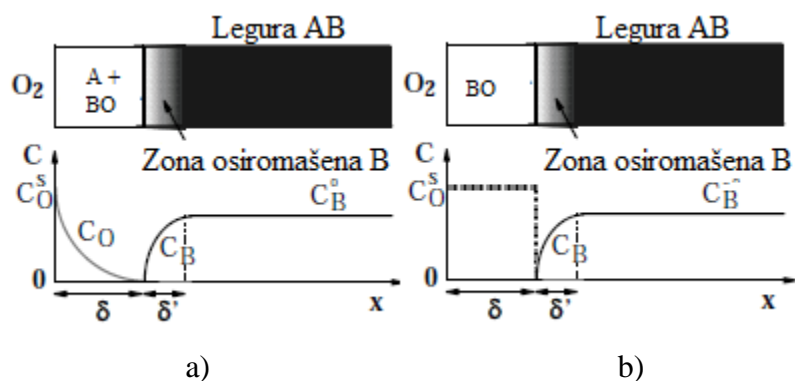 Legura AB
O2
A +
BO
Zona osiromašena B
C
C_O^S
C_O
C_B
C_B^°
0
δ
δ’
x
a)
Legura AB
O2
BO
Zona osiromašena B
C
C_O^S
C_B
C_B
0
δ
δ’
x
b)